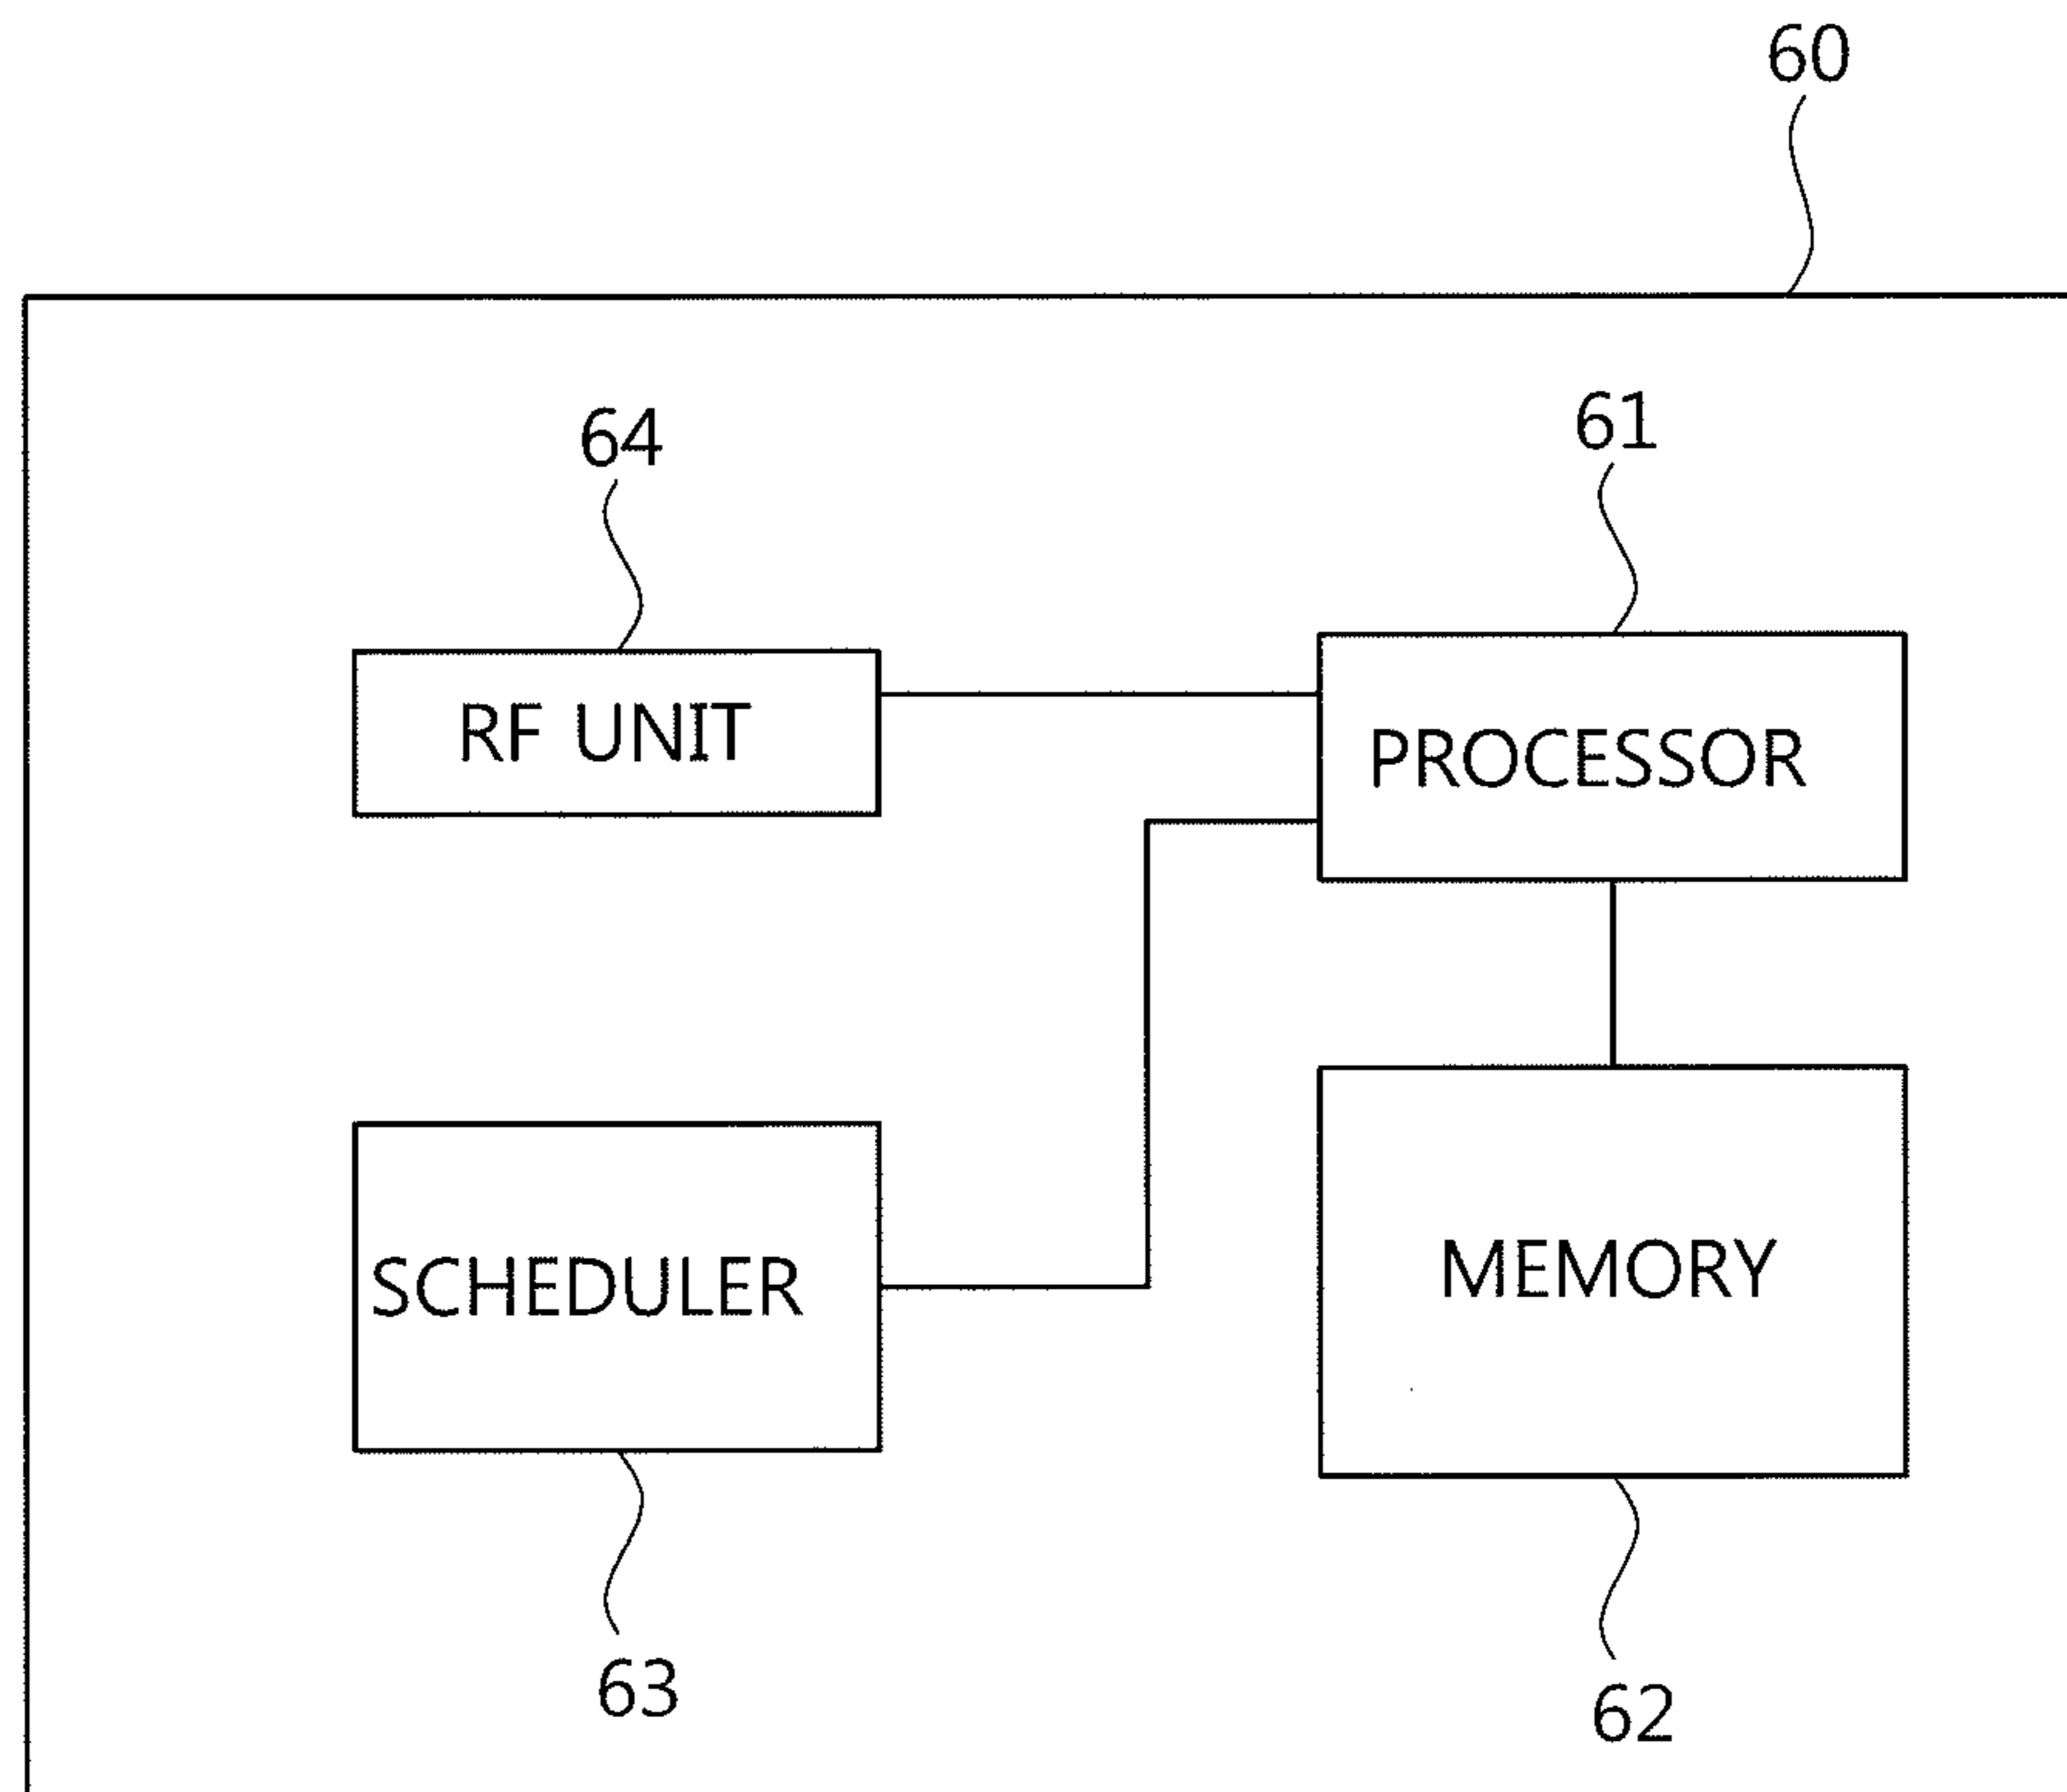 60
64
61
RF UNIT
PROCESSOR
SCHEDULER
MEMORY
63
62